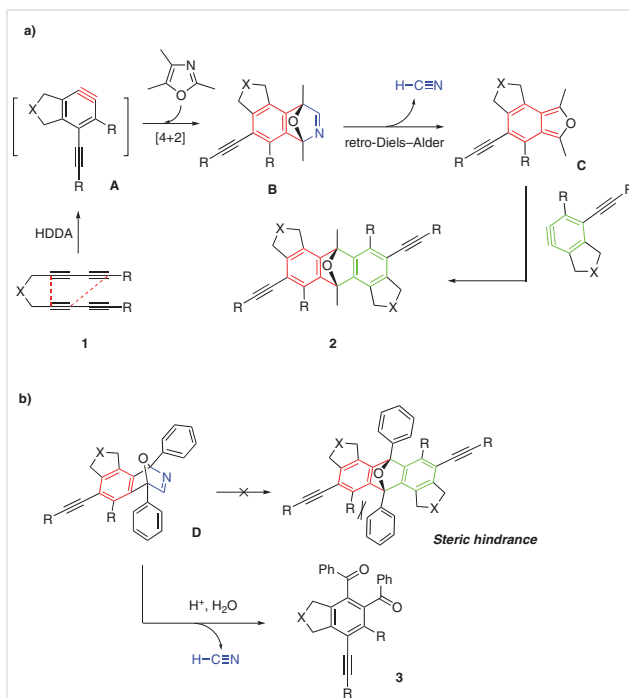 a)
N
O
[4+2]
X
R
R
A
X
O
N
R
R
B
H–C≡N
retro-Diels–Alder
X
O
R
R
C
HDDA
X
R
R
1
X
R
R
O
R
R
X
2
R
R
X
b)
X
O
N
R
R
D
X
R
R
O
R
R
X
Steric hindrance
H+, H2O
H–C≡N
Ph
O
Ph
O
X
R
R
3